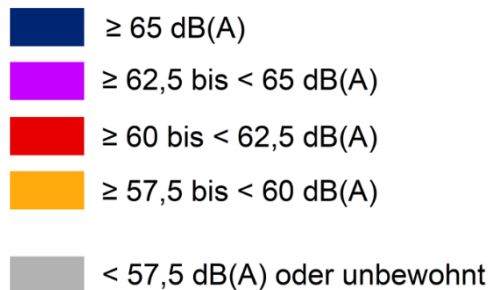 ≥ 65 dB(A)
≥ 62,5 bis < 65 dB(A)
≥ 60 bis < 62,5 dB(A)
≥ 57,5 bis < 60 dB(A)
< 57,5 dB(A) oder unbewohnt